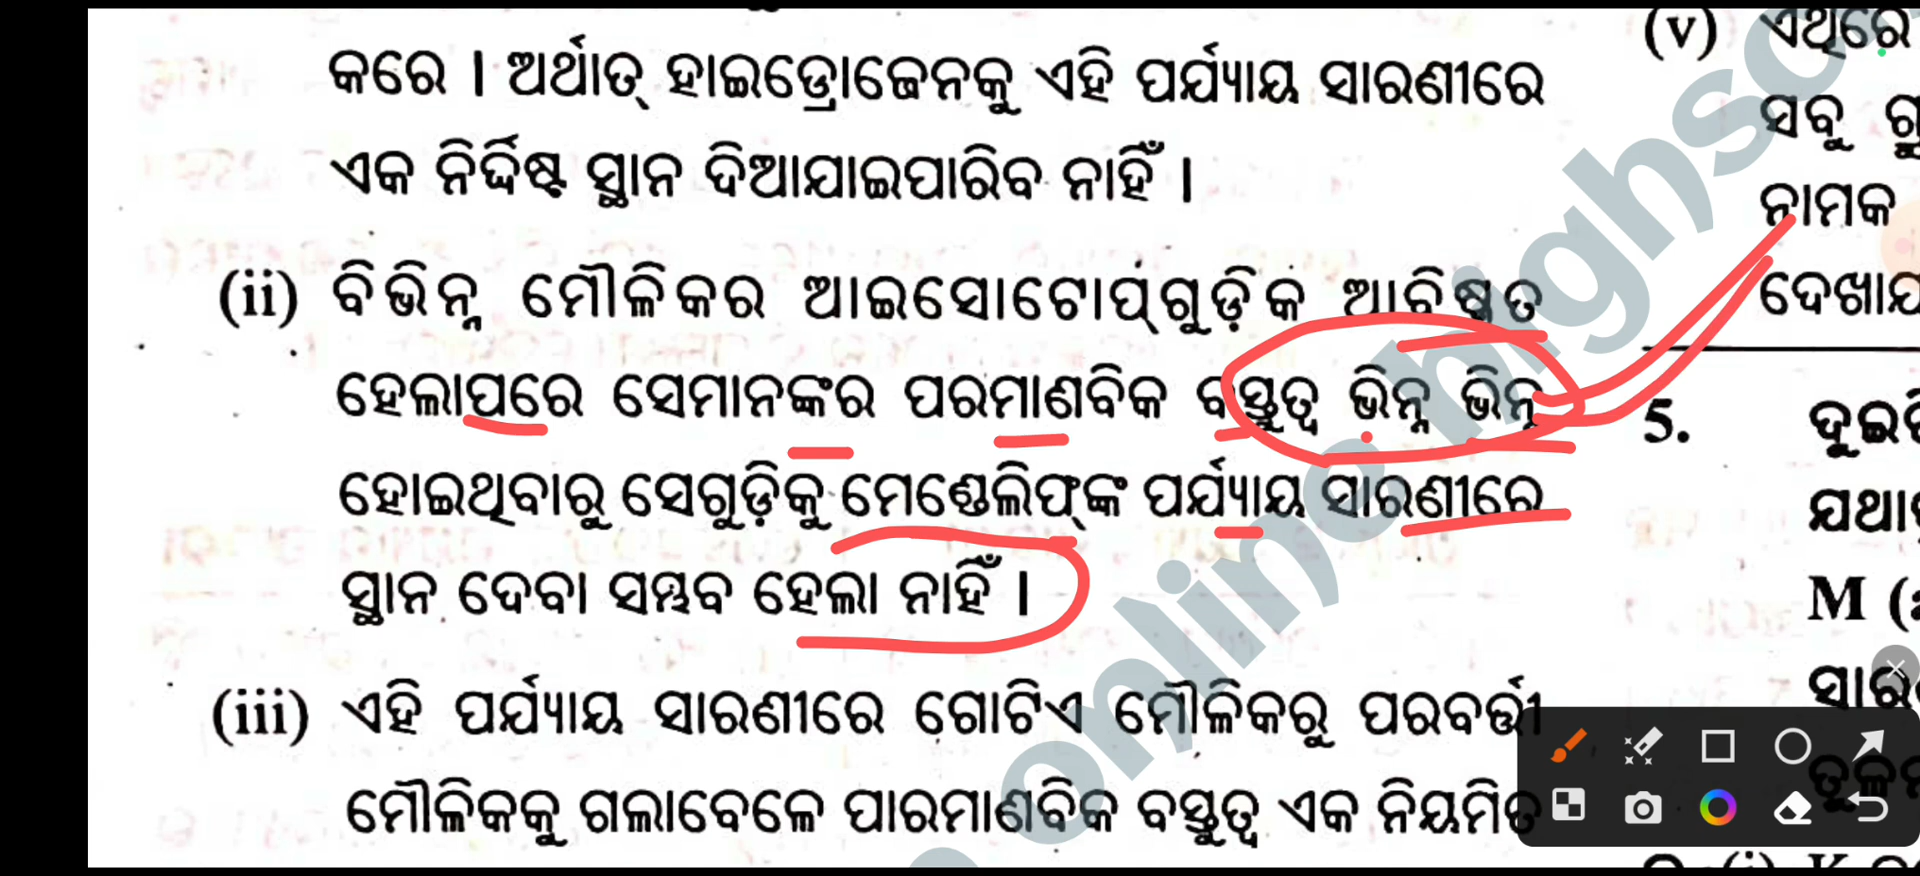 କରେ । ଅର୍ଥାତ୍ ହାଇଡ୍ରୋଜେନକୁ ଏହି ପର୍ଯ୍ୟାୟ ସାରଣୀରେ
ଏକ ନିର୍ଦ୍ଦିଷ୍ଟ ସ୍ଥାନ ଦିଆଯାଇପାରିବ ନାହିଁ ।
(ii) ବିଭିନ୍ନ ମୌଳିକର ଆଇସୋଟୋପ୍‌ଗୁଡ଼ିକ ଆବିଷ୍କୃତ
ହେଲାପରେ ସେମାନଙ୍କର ପରମାଣବିକ ବସ୍ତୁତ୍ୱ ଭିନ୍ନ ଭିନ୍ନ
ହୋଇଥିବାରୁ ସେଗୁଡ଼ିକୁ ମେଣ୍ଡେଲିଫ୍‌ଙ୍କ ପର୍ଯ୍ୟାୟ ସାରଣୀରେ
ସ୍ଥାନ ଦେବା ସମ୍ଭବ ହେଲା ନାହିଁ ।
(iii) ଏହି ପର୍ଯ୍ୟାୟ ସାରଣୀରେ ଗୋଟିଏ ମୌଳିକରୁ ପରବର୍ତ୍ତୀ
ମୌଳିକକୁ ଗଲାବେଳେ ପାରମାଣବିକ ବସ୍ତୁତ୍ୱ ଏକ ନିୟମିତ
(v) ଏଥିରେ
ସବୁ
ନାମକ
5.
M
online